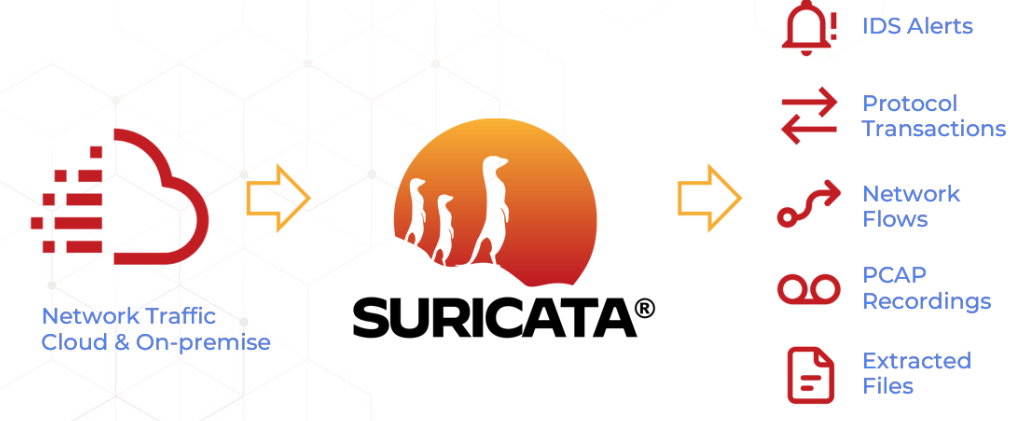 Network Traffic
Cloud & On-premise
SURICATA®
IDS Alerts
Protocol
Transactions
Network
Flows
PCAP
Recordings
Extracted
Files